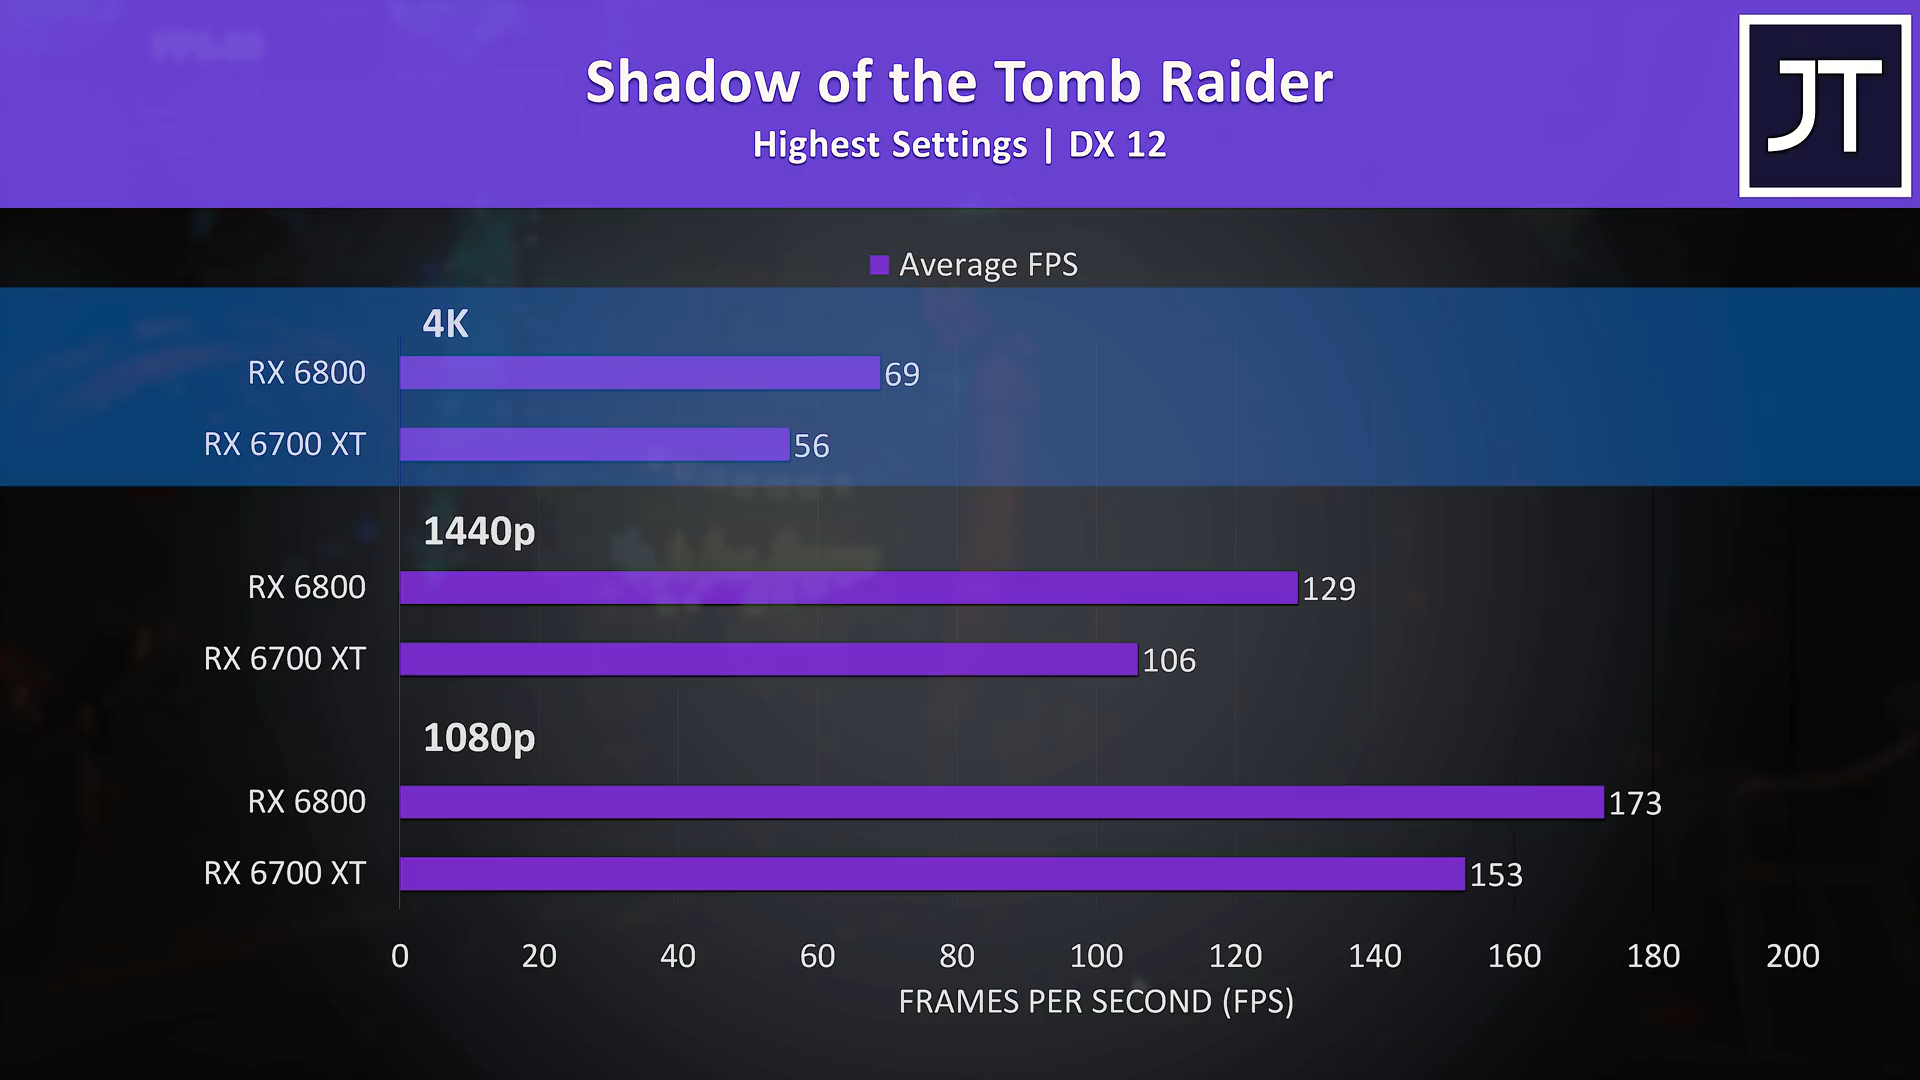 Shadow of the Tomb Raider
Highest Settings | DX 12
JT
Average FPS
4K
RX 6800 69
RX 6700 XT 56
1440p
RX 6800 129
RX 6700 XT 106
1080p
RX 6800 173
RX 6700 XT 153
0 20 40 60 80 100 120 140 160 180 200
FRAMES PER SECOND (FPS)